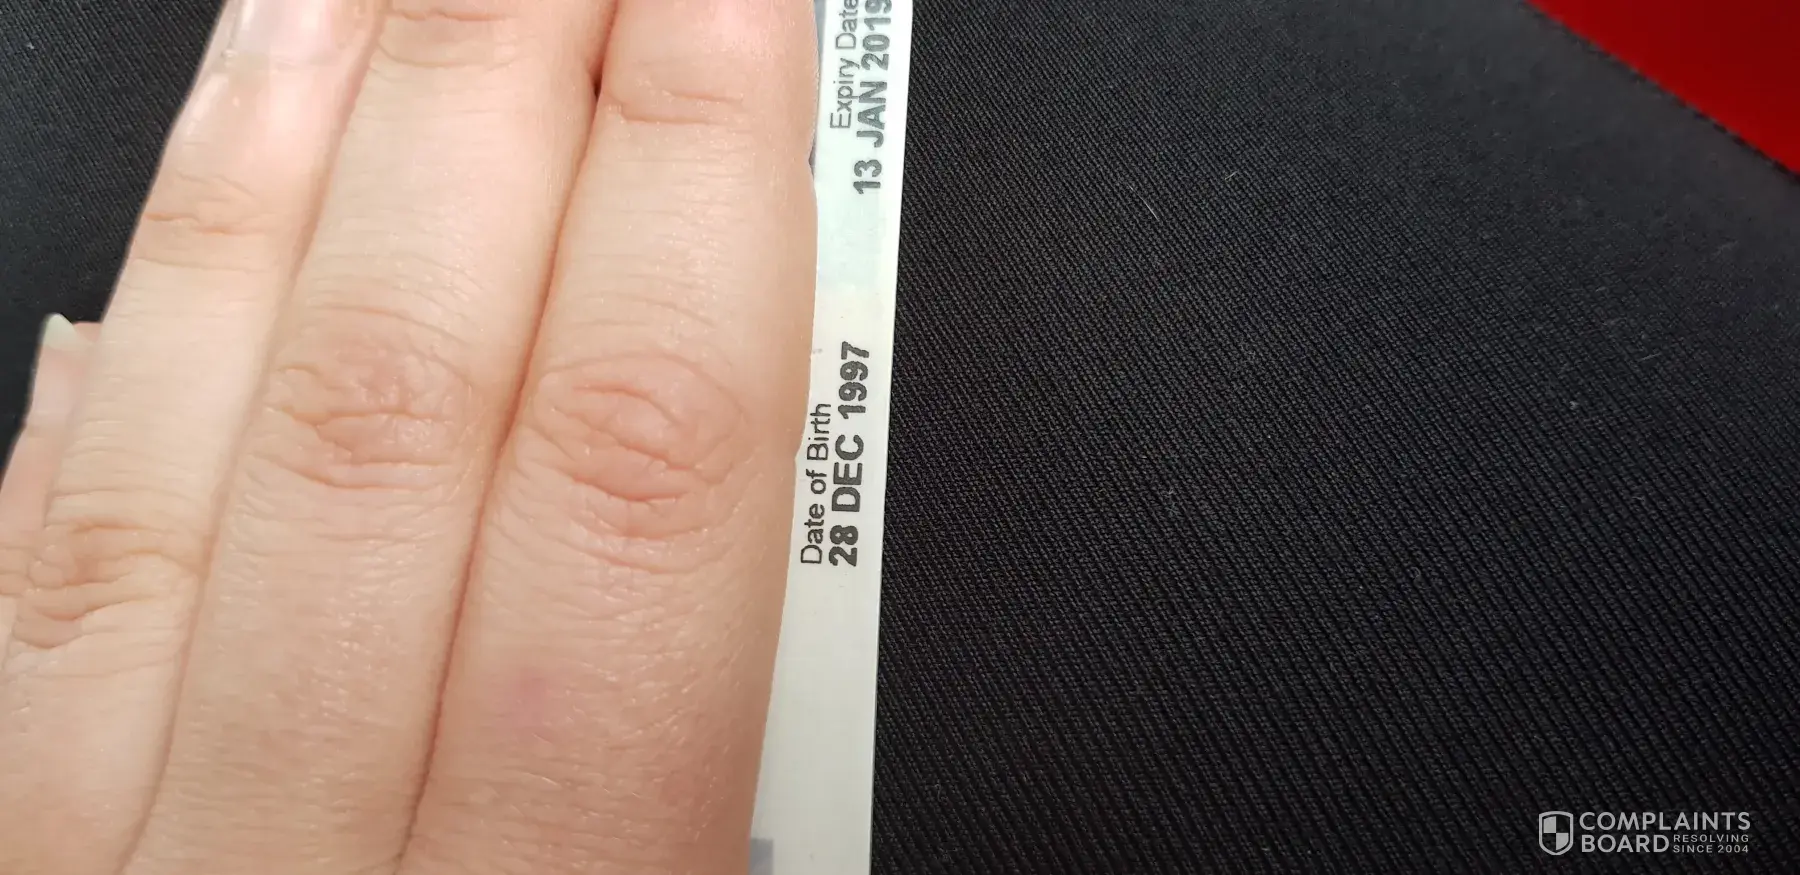 Expiry Date
13 JAN 2019
Date of Birth
28 DEC 1997
COMPLAINTS
BOARD
RESOLVING
SINCE 2004